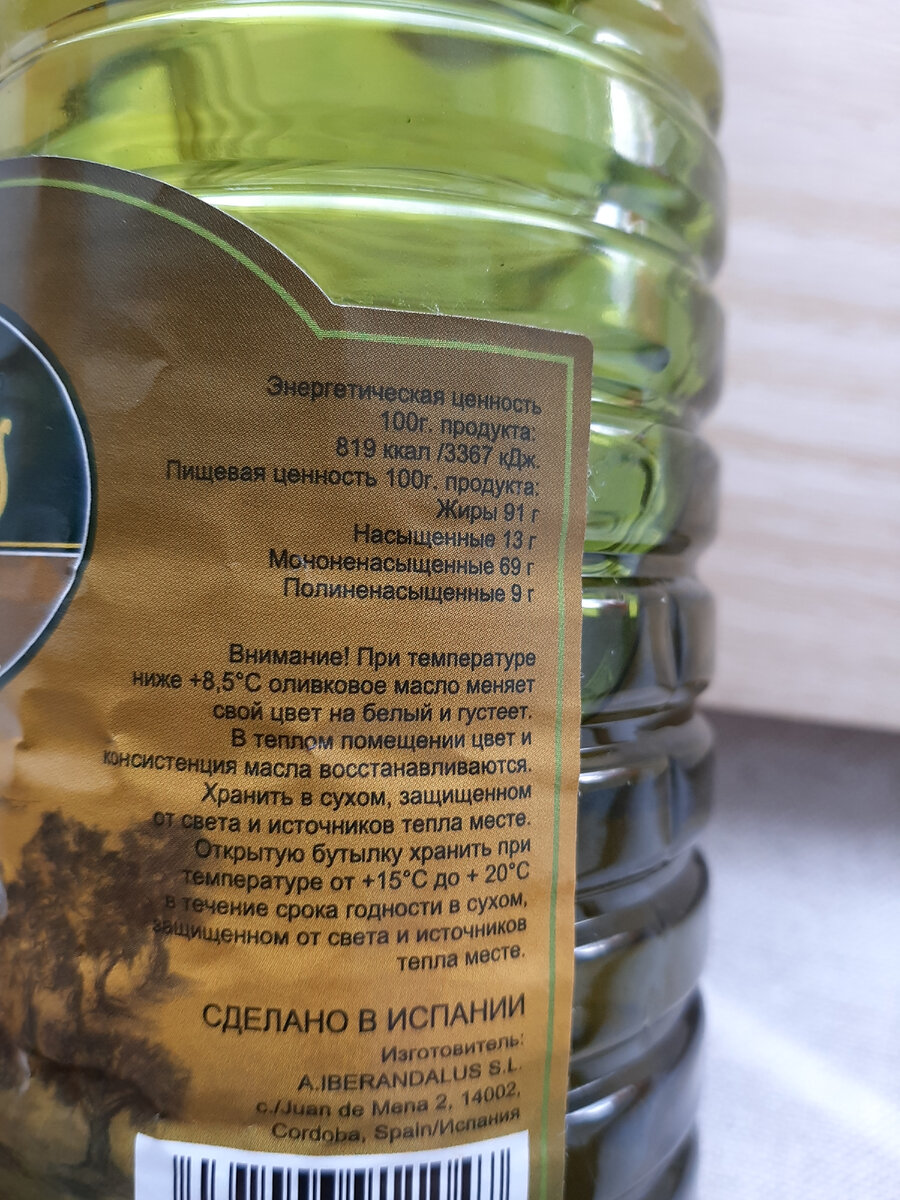 Энергетическая ценность
100г. продукта:
819 ккал /3367 кДж.
Пищевая ценность 100г. продукта:
Жиры 91 г
Насыщенные 13 г
Мононенасыщенные 69 г
Полиненасыщенные 9 г
Внимание! При температуре
ниже +8,5°С оливковое масло меняет
свой цвет на белый и густеет.
В теплом помещении цвет и
консистенция масла восстанавливаются.
Хранить в сухом, защищенном
от света и источников тепла месте.
Открытую бутылку хранить при
температуре от +15°С до + 20°С
в течение срока годности в сухом,
защищенном от света и источников
тепла месте.
СДЕЛАНО В ИСПАНИИ
Изготовитель:
A.IBERANDALUS S.L.
c./Juan de Mena 2, 14002,
Cordoba, Spain/Испания